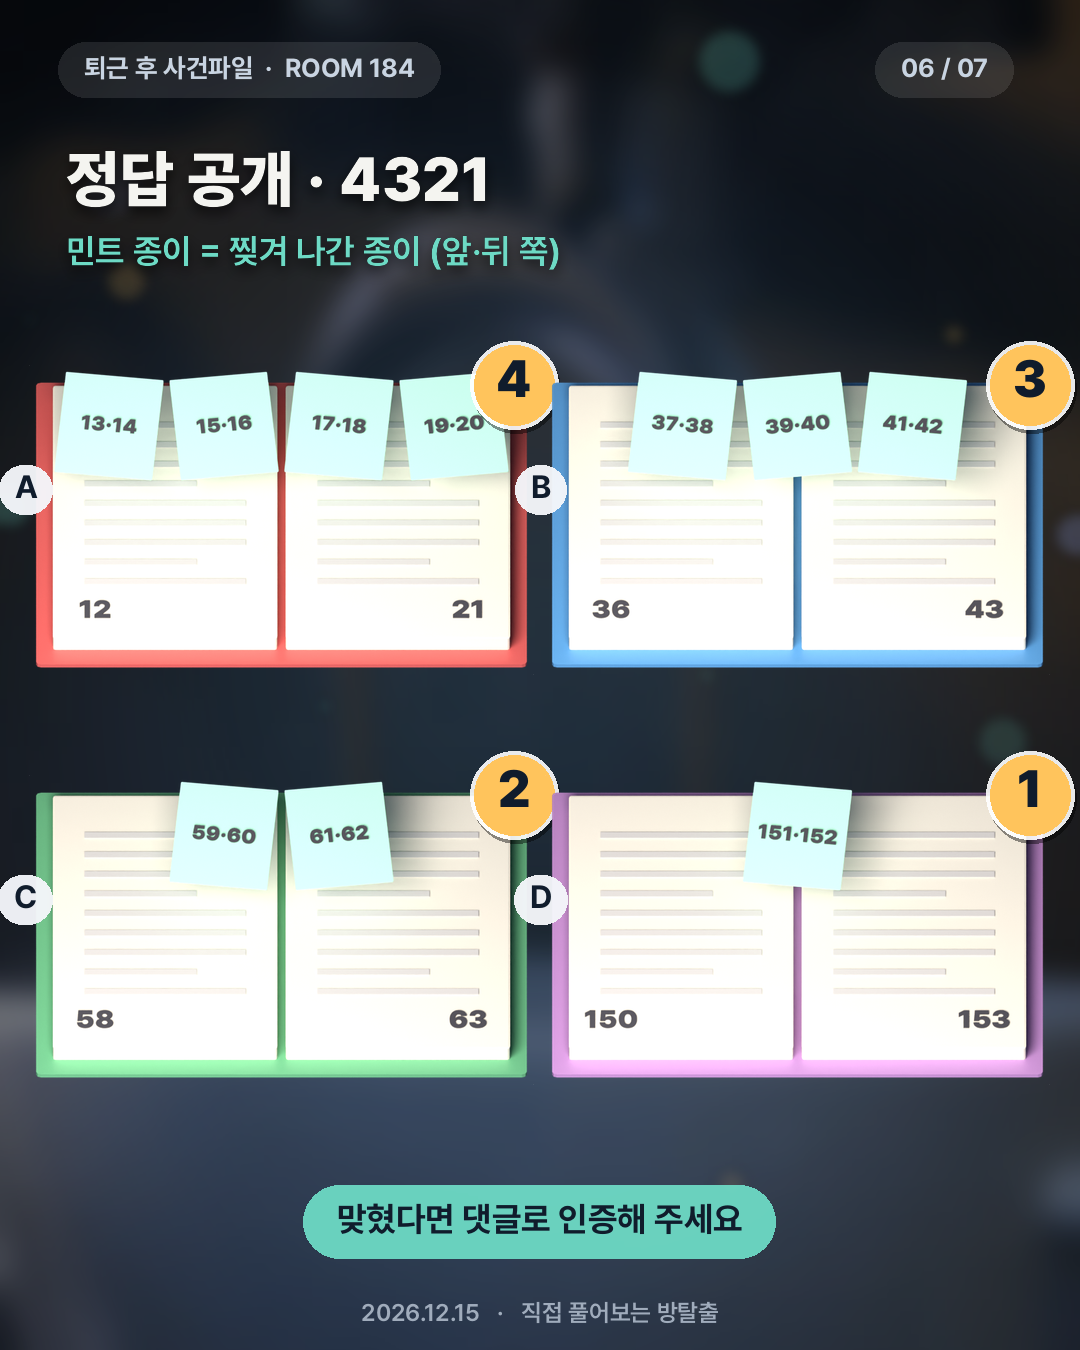 퇴근 후 사건파일 · ROOM 184
06 / 07
정답 공개 · 4321
민트 종이 = 찢겨 나간 종이 (앞·뒤 쪽)
13·14
15·16
17·18
19·20
4
A
12
21
37·38
39·40
41·42
3
B
36
43
59·60
61·62
2
C
58
63
151·152
1
D
150
153
맞혔다면 댓글로 인증해 주세요
2026.12.15 · 직접 풀어보는 방탈출